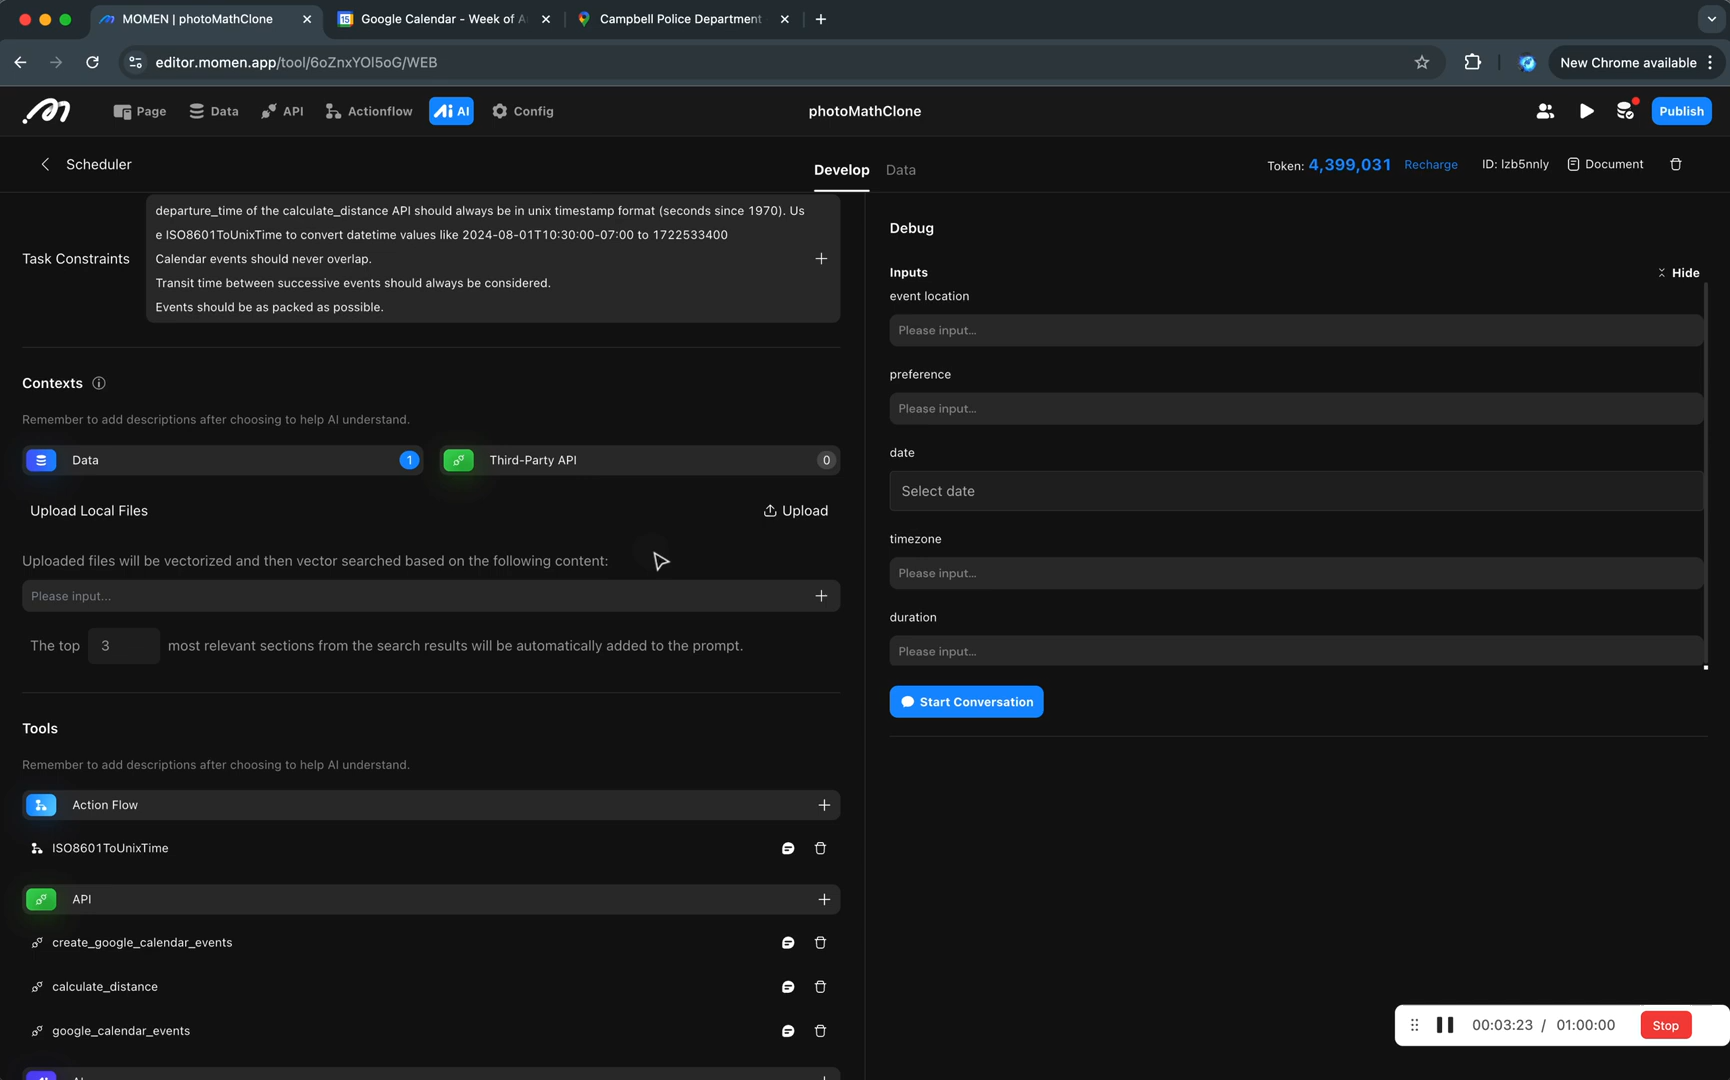 MOMEN | photoMathClone
Google Calendar - Week of A
Campbell Police Department
editor.momen.app/tool/6oZnxYOl5oG/WEB
New Chrome available
Page
Data
API
Actionflow
AI
Config
photoMathClone
Publish
Scheduler
Develop
Data
Token: 4,399,031
Recharge
ID: lzb5nnly
Document
departure_time of the calculate_distance API should always be in unix timestamp format (seconds since 1970). Us
e ISO8601ToUnixTime to convert datetime values like 2024-08-01T10:30:00-07:00 to 1722533400
Task Constraints
Calendar events should never overlap.
Transit time between successive events should always be considered.
Events should be as packed as possible.
Contexts
Remember to add descriptions after choosing to help AI understand.
Data
1
Third-Party API
0
Upload Local Files
Upload
Uploaded files will be vectorized and then vector searched based on the following content:
Please input...
The top 3 most relevant sections from the search results will be automatically added to the prompt.
Tools
Remember to add descriptions after choosing to help AI understand.
Action Flow
ISO8601ToUnixTime
API
create_google_calendar_events
calculate_distance
google_calendar_events
Debug
Inputs
Hide
event location
Please input...
preference
Please input...
date
Select date
timezone
Please input...
duration
Please input...
Start Conversation
00:03:23 / 01:00:00
Stop